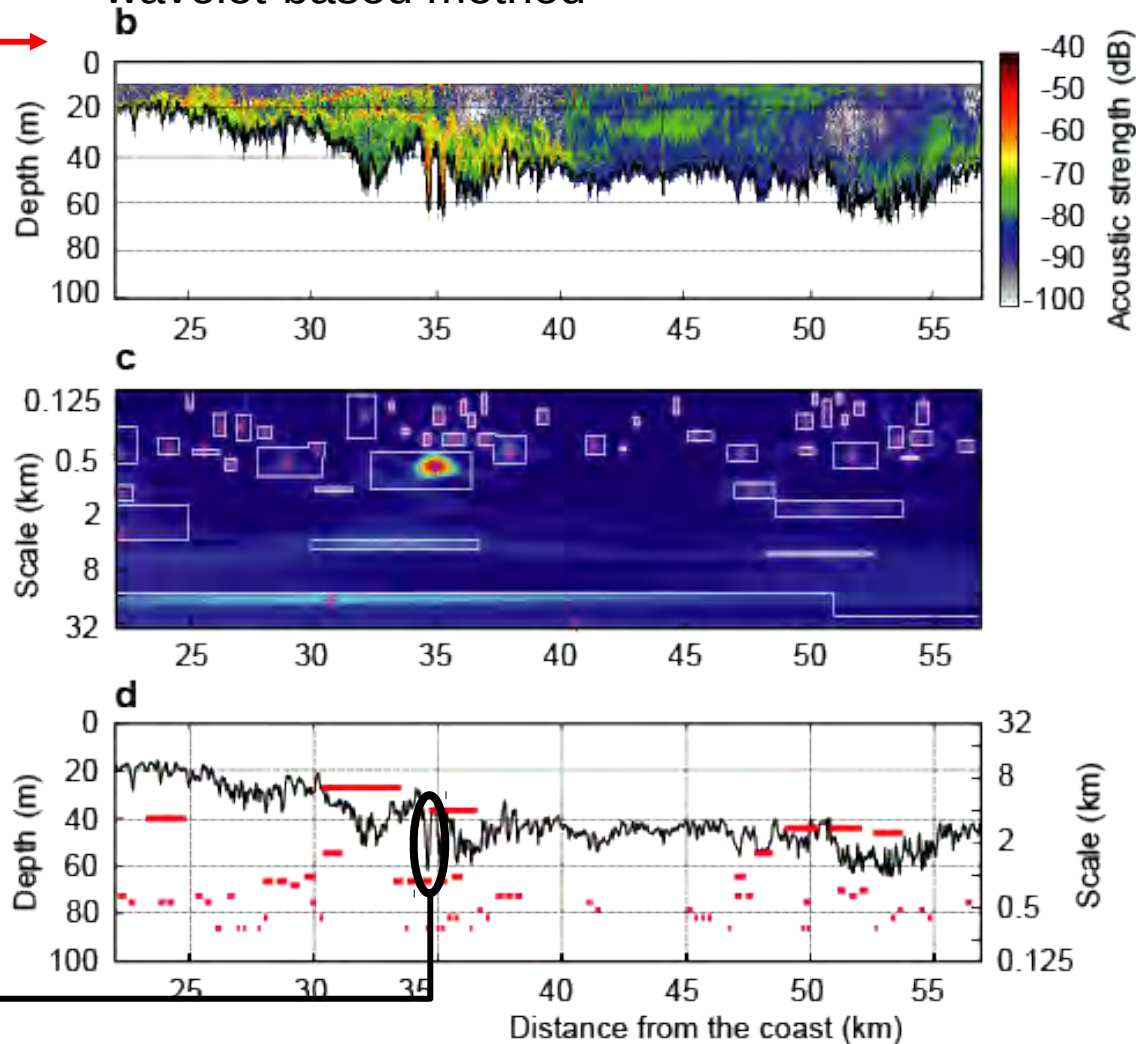 wavelet-based method
b
0
20
40
60
80
100
Depth (m)
25 30 35 40 45 50 55
-40
-50
-60
-70
-80
-90
-100
Acoustic strength (dB)
c
0.125
0.5
2
8
32
Scale (km)
25 30 35 40 45 50 55
d
0
20
40
60
80
100
Depth (m)
32
8
2
0.5
0.125
Scale (km)
25 30 35 40 45 50 55
Distance from the coast (km)